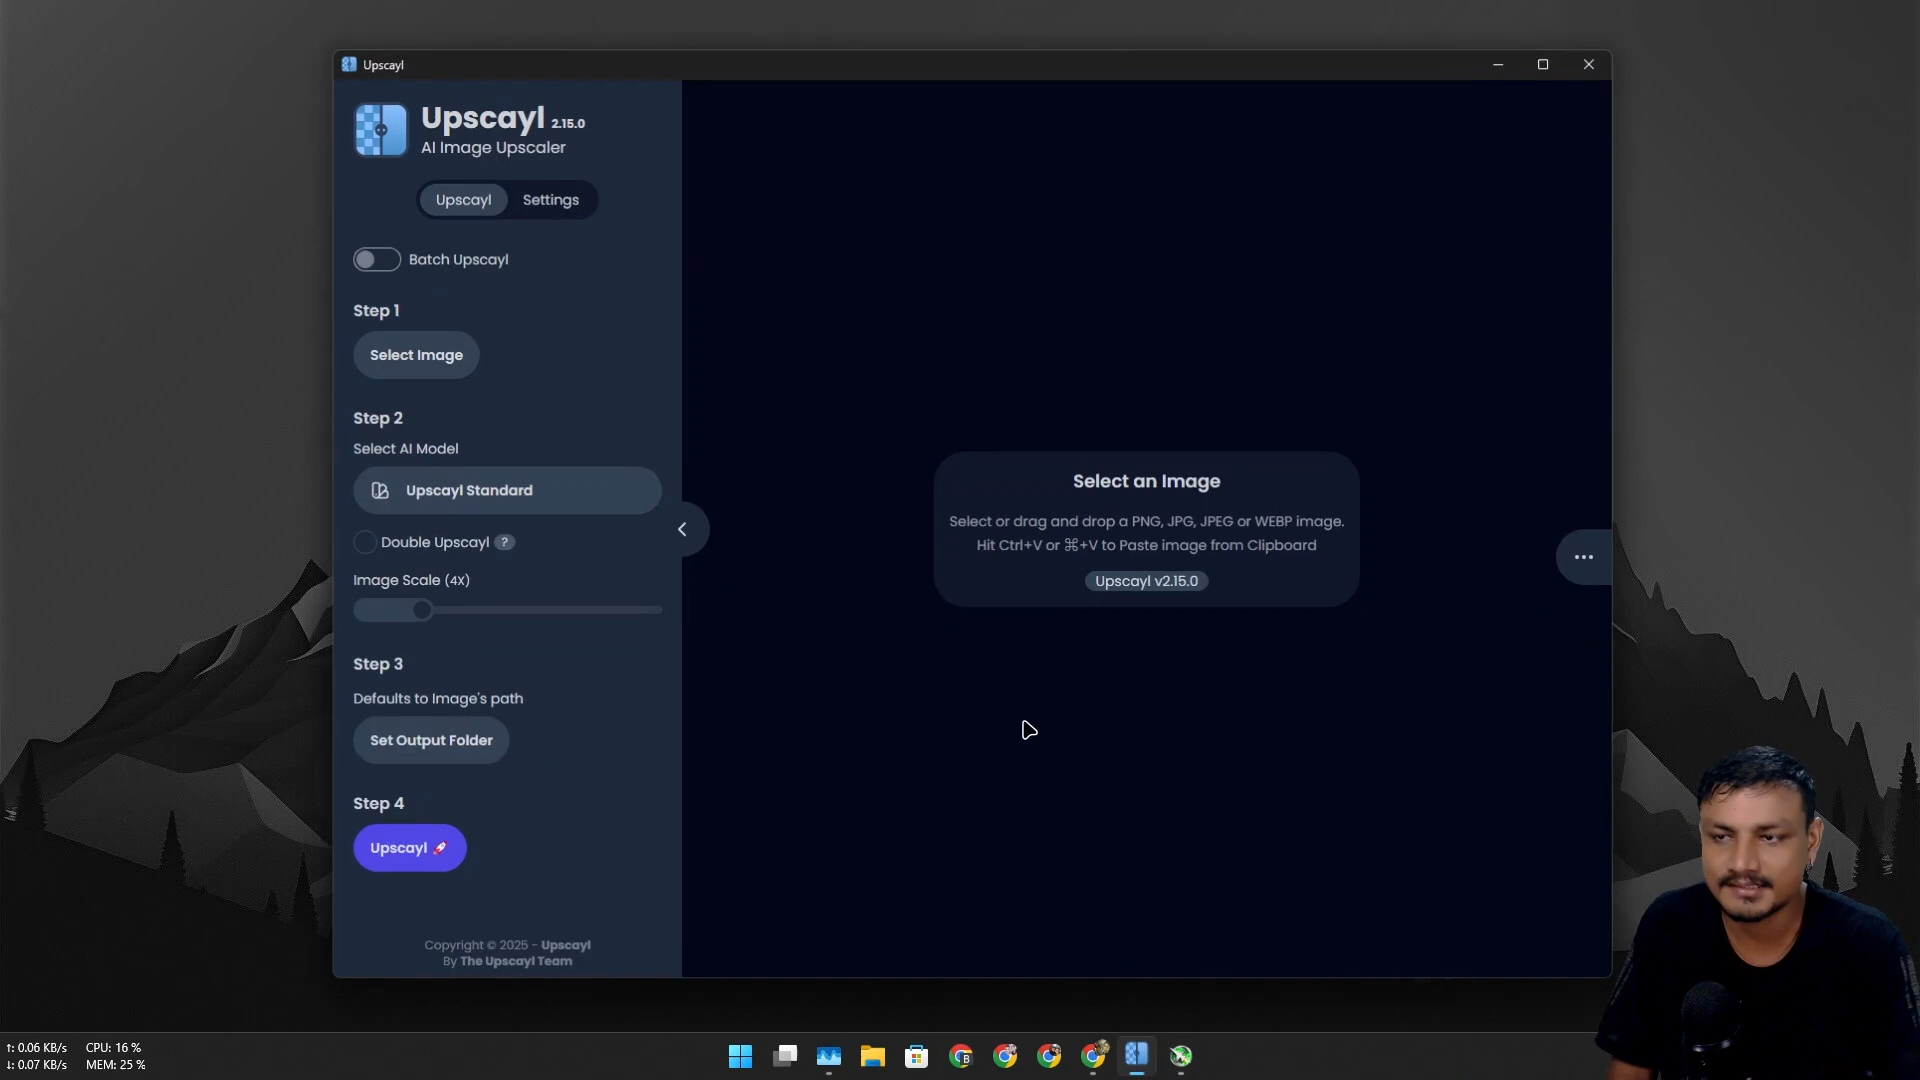 Upscayl
Upscayl 2.15.0
AI Image Upscaler
Upscayl Settings
Batch Upscayl
Step 1
Select Image
Step 2
Select AI Model
Upscayl Standard
Double Upscayl ?
Image Scale (4X)
Step 3
Defaults to Image's path
Set Output Folder
Step 4
Upscayl 🚀
Copyright © 2025 - Upscayl
By The Upscayl Team
Select an Image
Select or drag and drop a PNG, JPG, JPEG or WEBP image.
Hit Ctrl+V or ⌘+V to Paste image from Clipboard
Upscayl v2.15.0
↑: 0.06 KB/s CPU: 16 %
↓: 0.07 KB/s MEM: 25 %
B